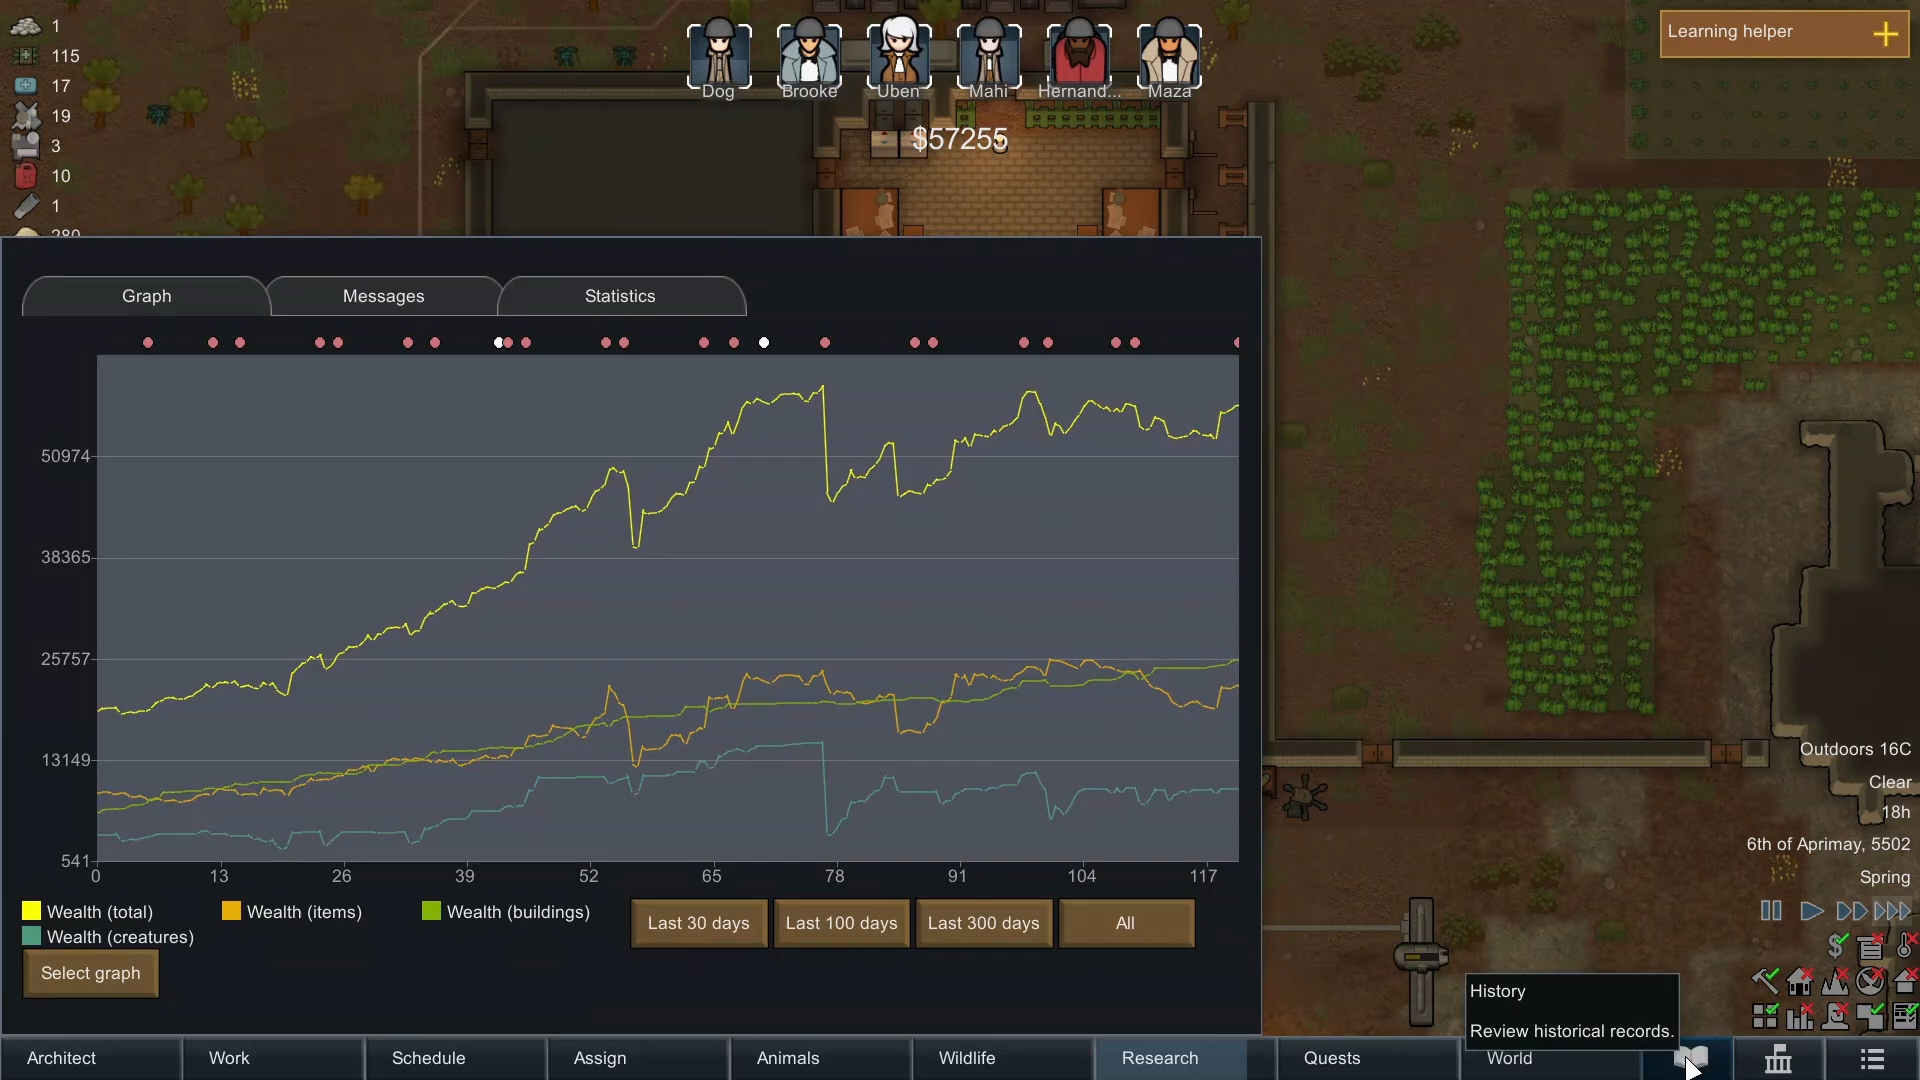 1
115
17
19
3
10
1
280
Dog
Brooke
Uben
Mahi
Hernand...
Maza
$57255
Learning helper
Graph
Messages
Statistics
50974
38365
25757
13149
541
0
13
26
39
52
65
78
91
104
117
Wealth (total)
Wealth (items)
Wealth (buildings)
Wealth (creatures)
Last 30 days
Last 100 days
Last 300 days
All
Select graph
Outdoors 16C
Clear
18h
6th of Aprimay, 5502
Spring
History
Review historical records.
Architect
Work
Schedule
Assign
Animals
Wildlife
Research
Quests
World